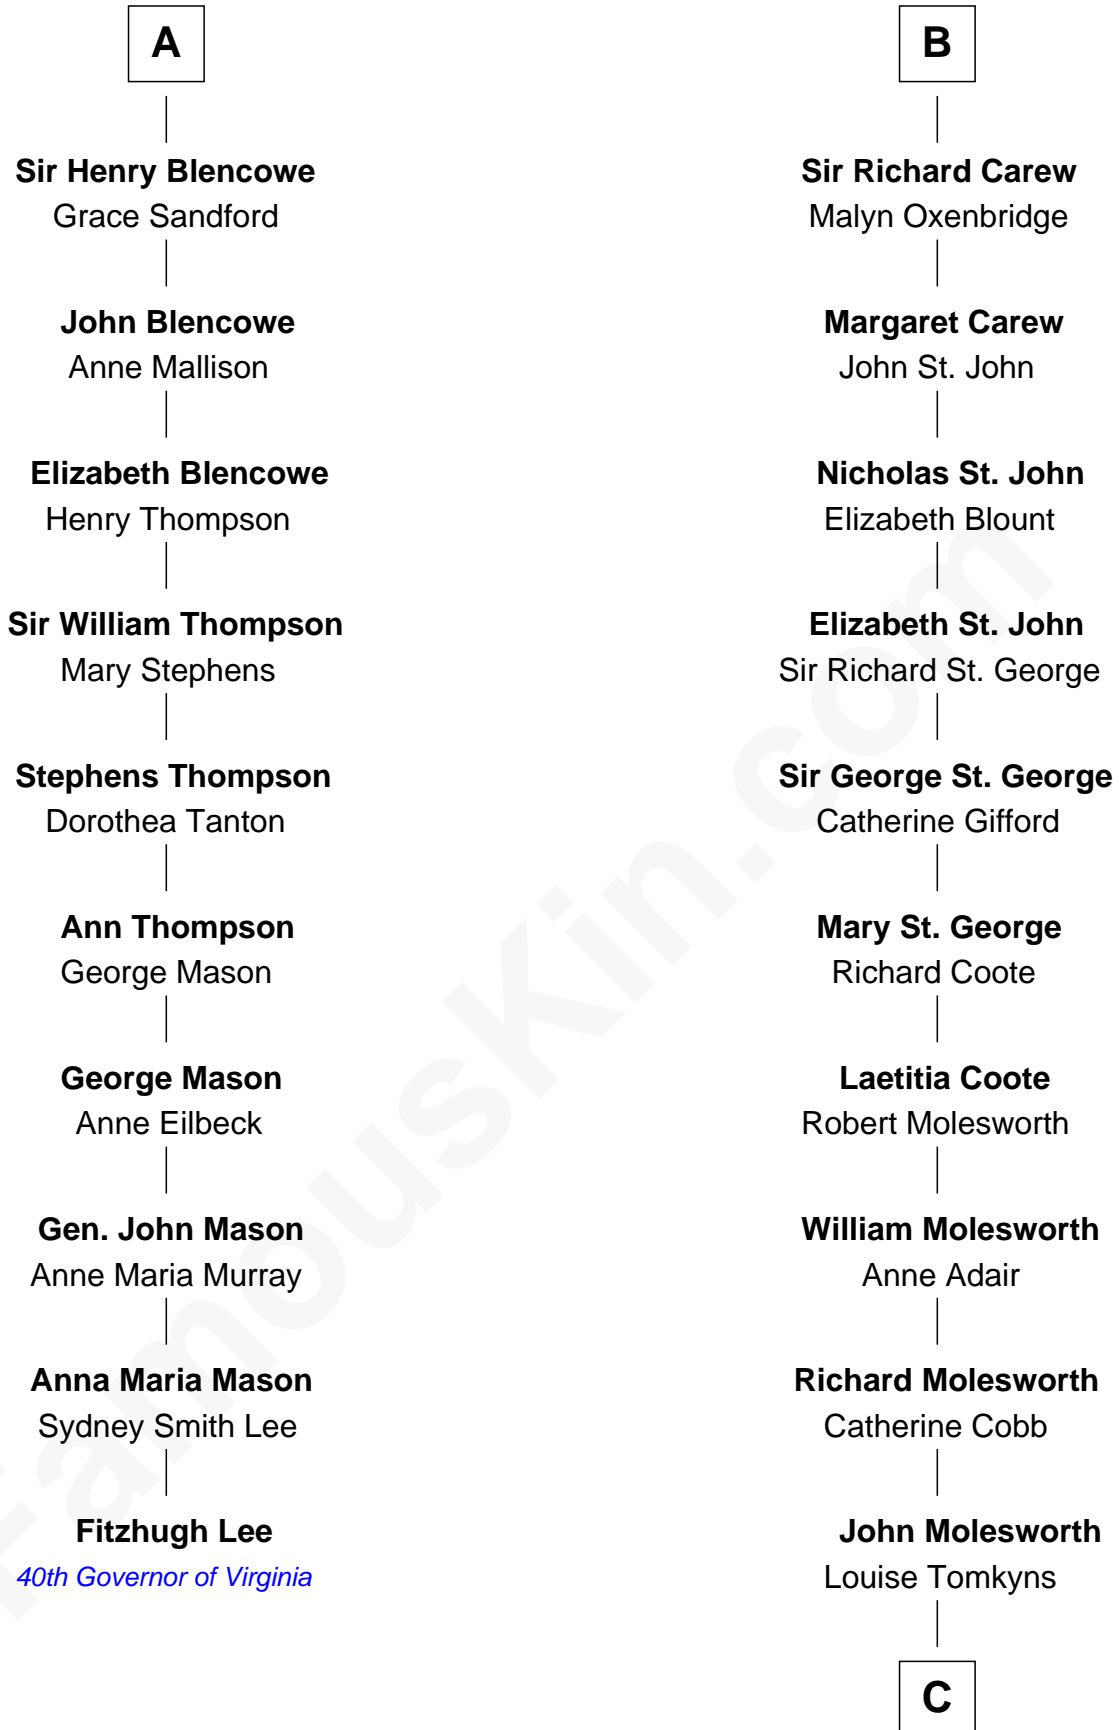 A
Sir Henry Blencowe
Grace Sandford
John Blencowe
Anne Mallison
Elizabeth Blencowe
Henry Thompson
Sir William Thompson
Mary Stephens
Stephens Thompson
Dorothea Tanton
Ann Thompson
George Mason
George Mason
Anne Eilbeck
Gen. John Mason
Anne Maria Murray
Anna Maria Mason
Sydney Smith Lee
Fitzhugh Lee
40th Governor of Virginia
B
Sir Richard Carew
Malyn Oxenbridge
Margaret Carew
John St. John
Nicholas St. John
Elizabeth Blount
Elizabeth St. John
Sir Richard St. George
Sir George St. George
Catherine Gifford
Mary St. George
Richard Coote
Laetitia Coote
Robert Molesworth
William Molesworth
Anne Adair
Richard Molesworth
Catherine Cobb
John Molesworth
Louise Tomkyns
C
FamousKin.com